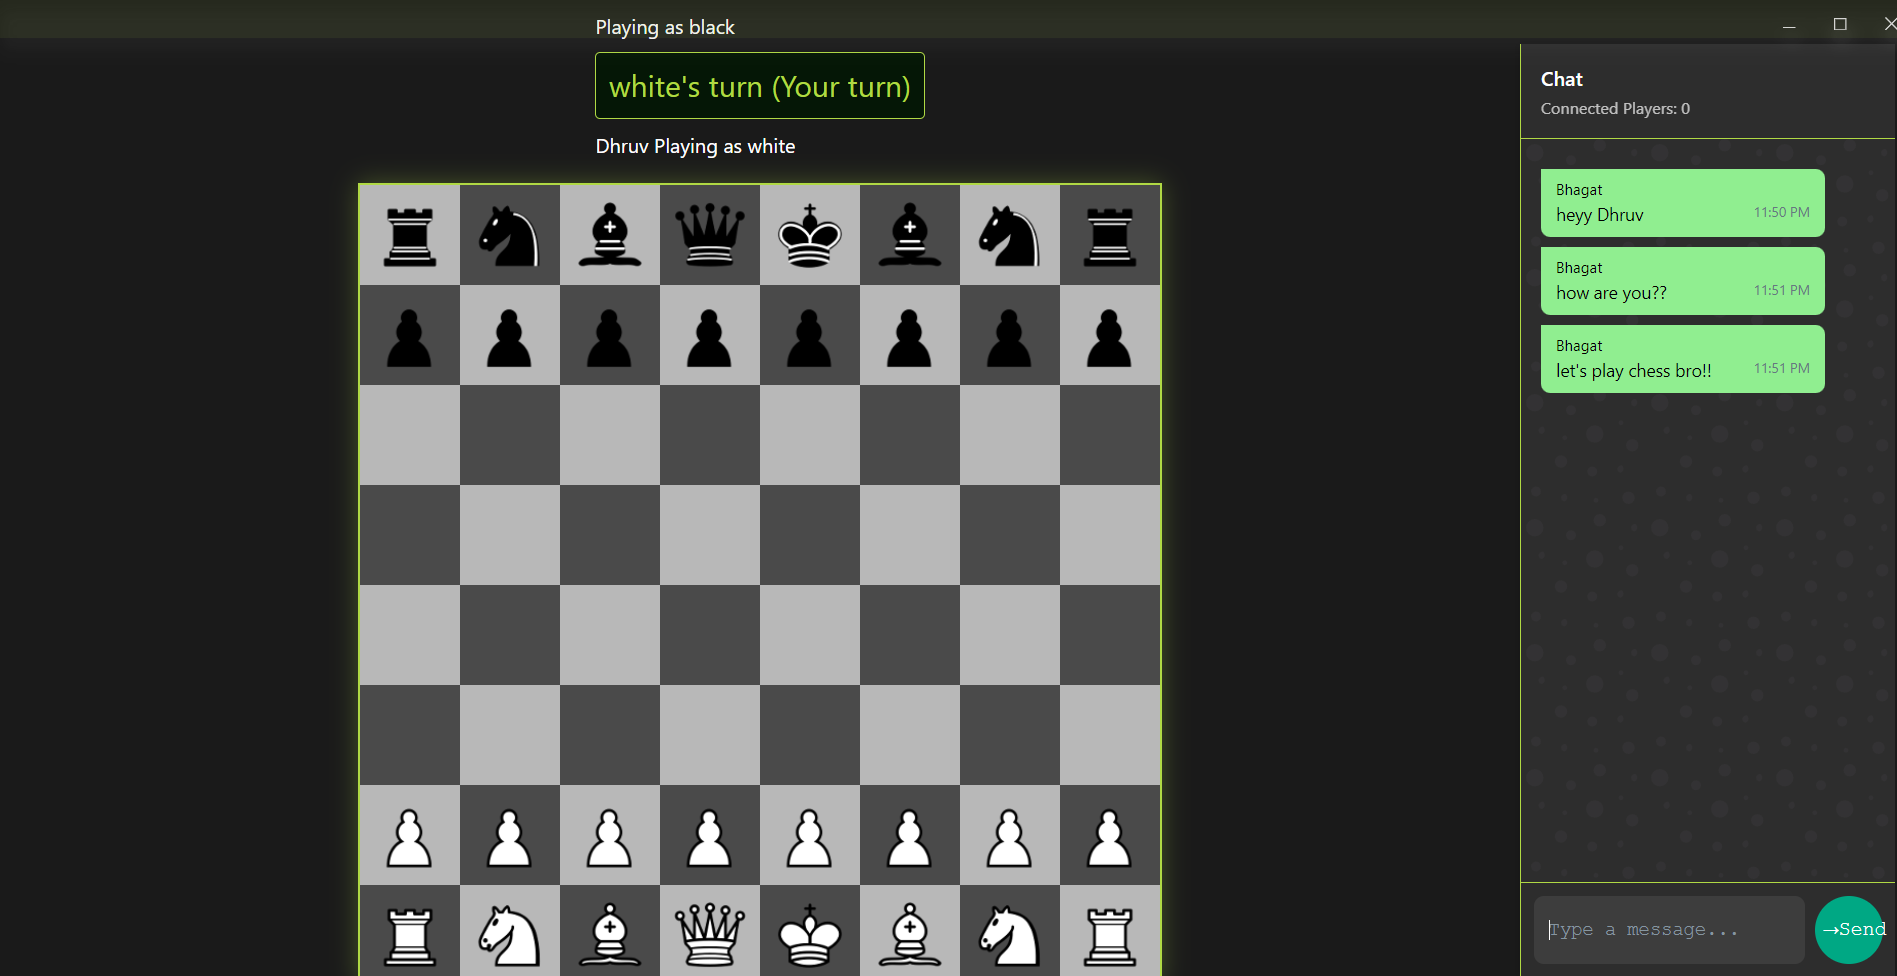 Playing as black
white's turn (Your turn)
Dhruv Playing as white
Chat
Connected Players: 0
Bhagat
heyy Dhruv 11:50 PM
Bhagat
how are you?? 11:51 PM
Bhagat
let's play chess bro!! 11:51 PM
Type a message...
→Send